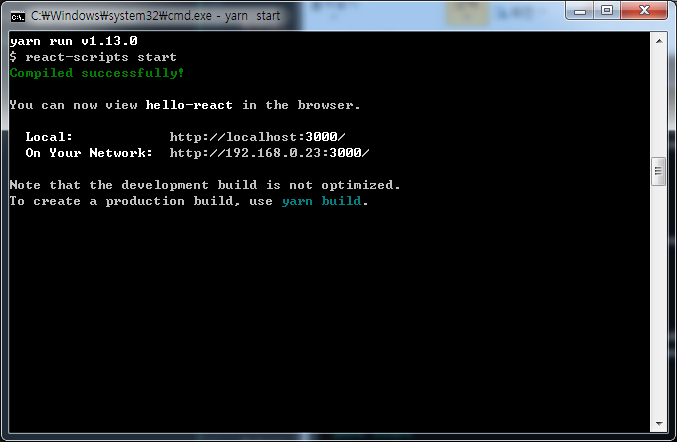 C:₩Windows₩system32₩cmd.exe - yarn  start
yarn run v1.13.0
$ react-scripts start
Compiled successfully!
You can now view hello-react in the browser.
Local:            http://localhost:3000/
On Your Network:  http://192.168.0.23:3000/
Note that the development build is not optimized.
To create a production build, use yarn build.